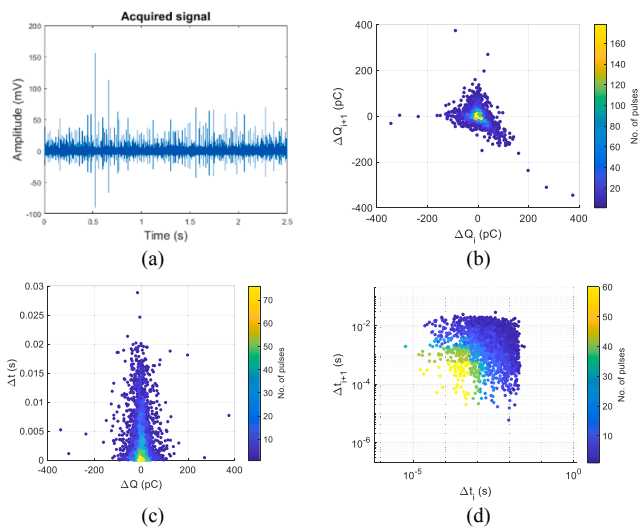 Acquired signal
Amplitude (mV)
200
150
100
50
0
-50
-100
0 0.5 1 1.5 2 2.5
Time (s)
(a)
ΔQi+1 (pC)
400
200
0
-200
-400
-400 -200 0 200 400
ΔQi (pC)
160
140
120
100
80
60
40
20
No. of pulses
(b)
Δt (s)
0.03
0.025
0.02
0.015
0.01
0.005
0
-400 -200 0 200 400
ΔQ (pC)
70
60
50
40
30
20
10
No. of pulses
(c)
Δti+1 (s)
10-2
10-4
10-6
10-5 100
Δti (s)
60
50
40
30
20
10
No. of pulses
(d)